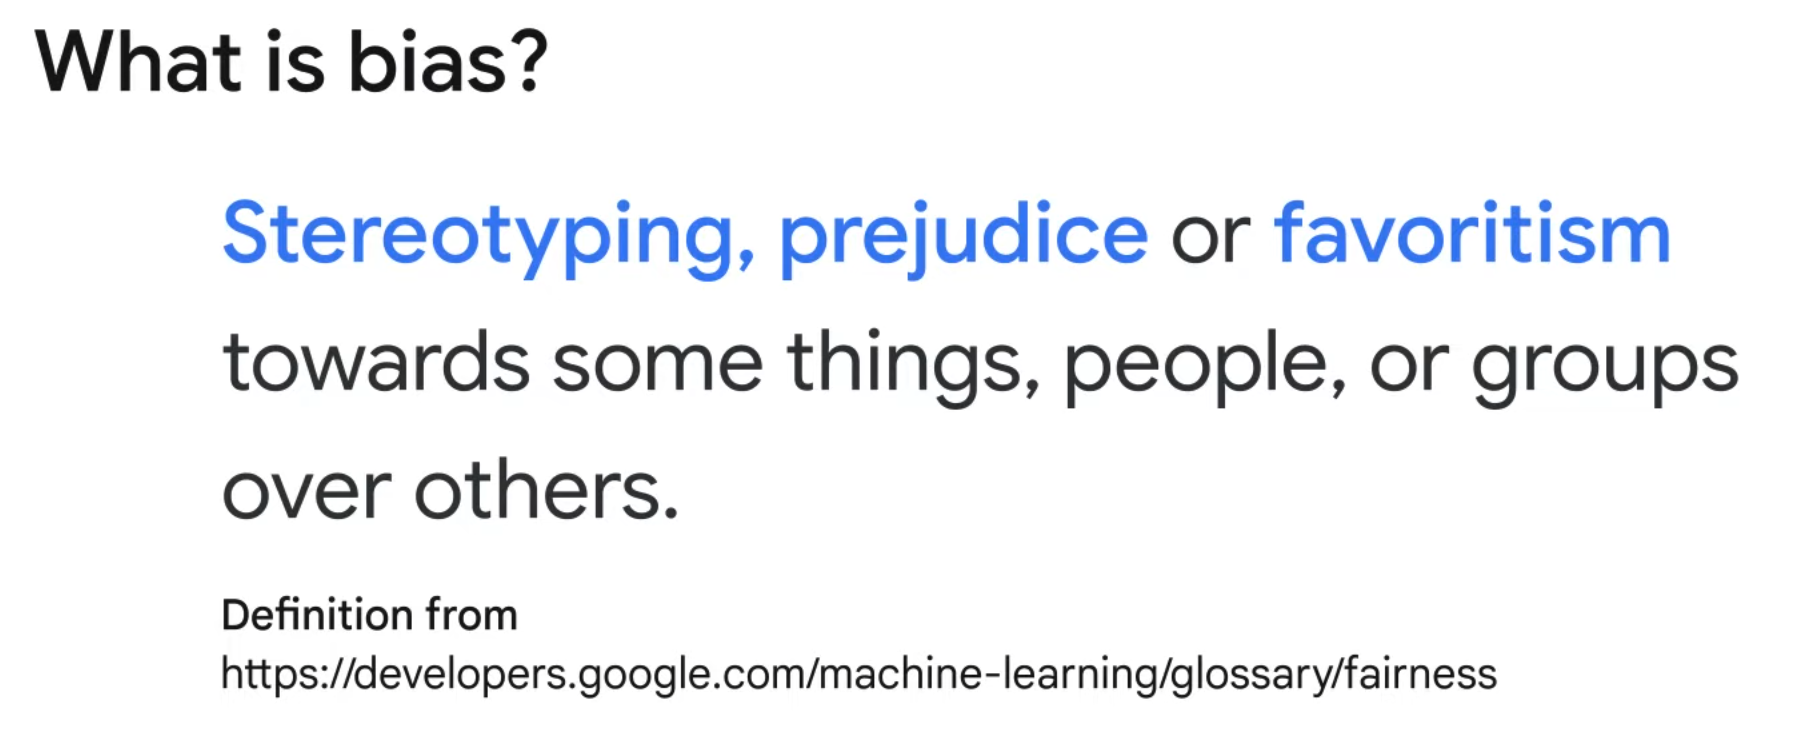 What is bias?
Stereotyping, prejudice or favoritism
towards some things, people, or groups
over others.
Definition from
https://developers.google.com/machine-learning/glossary/fairness